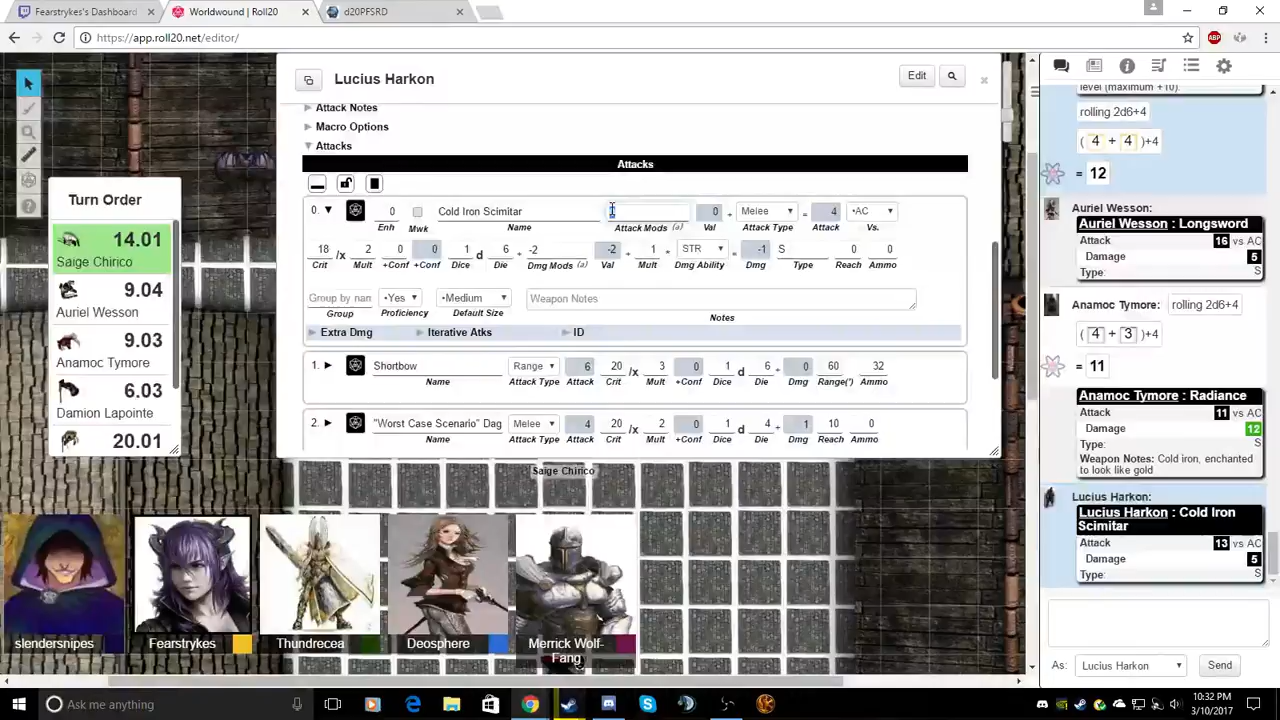 Fearstrykes's Dashboard
Worldwound | Roll20
d20PFSRD
https://app.roll20.net/editor/
Lucius Harkon
Edit
Attack Notes
Macro Options
Attacks
Attacks
0. 0 Cold Iron Scimitar 0 Melee 4 •AC
Enh Mwk Name Attack Mods (a) Val Attack Type Attack Vs.
18 /x 2 0 0 1 d 6 + -2 -2 + 1 * STR = -1 S 0 0
Crit Mult +Conf +Conf Dice Die Dmg Mods (a) Val Mult Dmg Ability Dmg Type Reach Ammo
Group by nam •Yes •Medium Weapon Notes
Group Proficiency Default Size Notes
Extra Dmg Iterative Atks ID
1. Shortbow Range 6 20 /x 3 0 1 d 6 + 0 60 32
Name Attack Type Attack Crit Mult +Conf Dice Die Dmg Range(') Ammo
2. "Worst Case Scenario" Dag Melee 4 20 /x 2 0 1 d 4 + 1 10 0
Name Attack Type Attack Crit Mult +Conf Dice Die Dmg Reach Ammo
Turn Order
14.01
Saige Chirico
9.04
Auriel Wesson
9.03
Anamoc Tymore
6.03
Damion Lapointe
20.01
Saige Chirico
slendersnipes
Fearstrykes
Thundrecea
Deosphere
Merrick Wolf-
Fang
level (maximum +10).
rolling 2d6+4
( 4 + 4 )+4
= 12
Auriel Wesson:
Auriel Wesson : Longsword
Attack 16 vs AC
Damage 5
Type: S
Anamoc Tymore: rolling 2d6+4
( 4 + 3 )+4
= 11
Anamoc Tymore : Radiance
Attack 11 vs AC
Damage 12
Type: S
Weapon Notes: Cold iron, enchanted
to look like gold
Lucius Harkon:
Lucius Harkon : Cold Iron
Scimitar
Attack 13 vs AC
Damage 5
Type: S
As: Lucius Harkon Send
Ask me anything
10:32 PM
3/10/2017